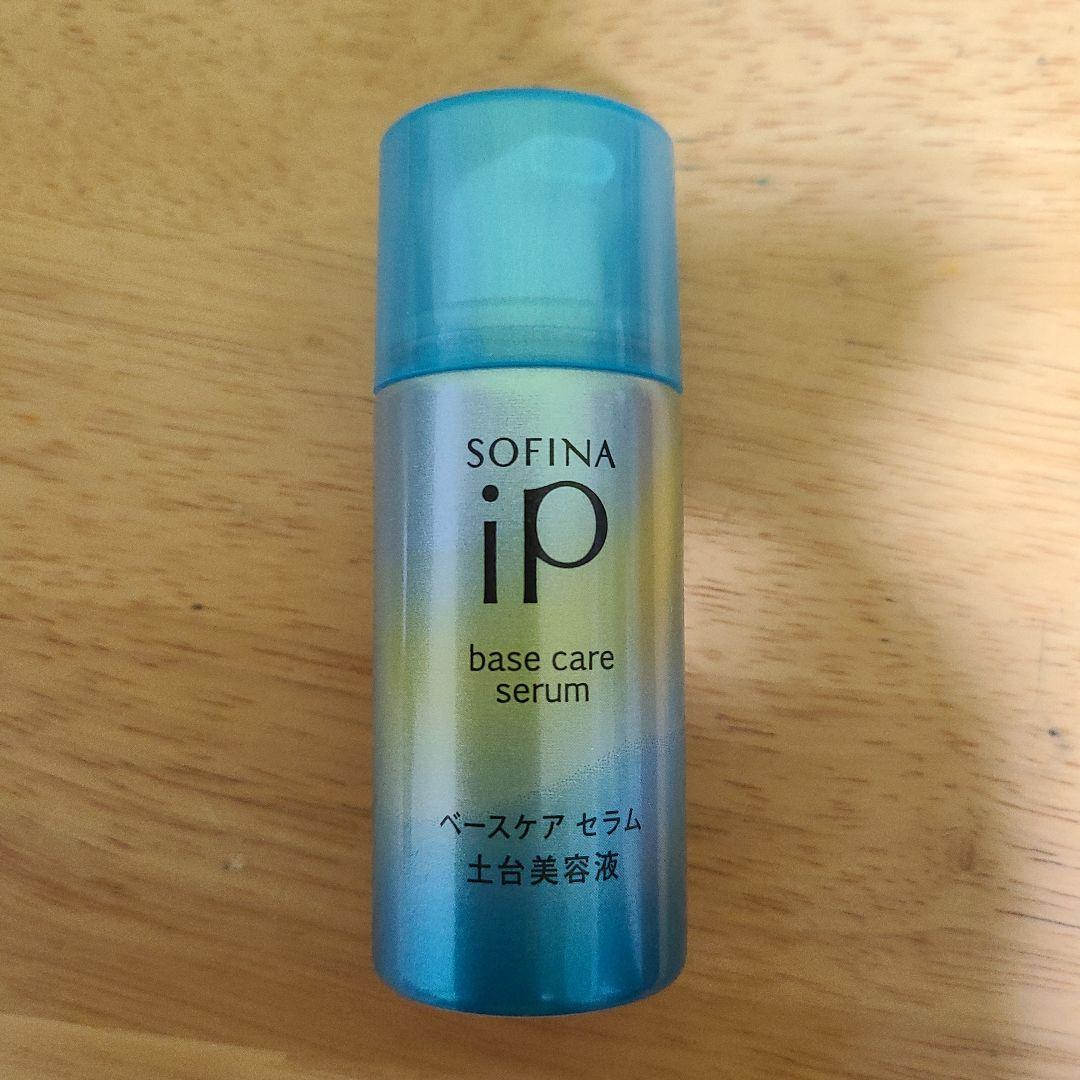 SOFINA
iP
base care
serum
ベースケア セラム
土台美容液